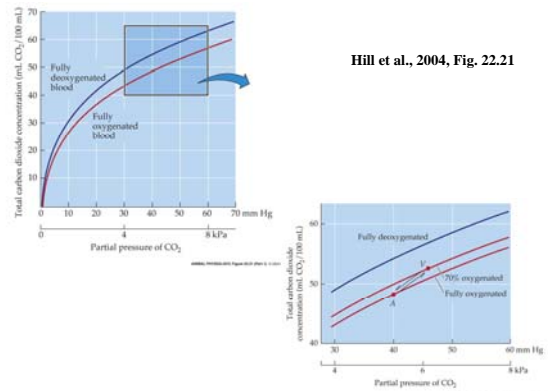 Hill et al., 2004, Fig. 22.21
Total carbon dioxide concentration (mL CO₂/100 mL)
70
60
50
40
30
20
10
Fully
deoxygenated
blood
Fully
oxygenated
blood
0 10 20 30 40 50 60 70 mm Hg
0 4 8 kPa
Partial pressure of CO₂
Total carbon dioxide
concentration (mL CO₂/100 mL)
60
50
40
Fully deoxygenated
V
70% oxygenated
Fully oxygenated
A
30 40 50 60 mm Hg
4 6 8 kPa
Partial pressure of CO₂